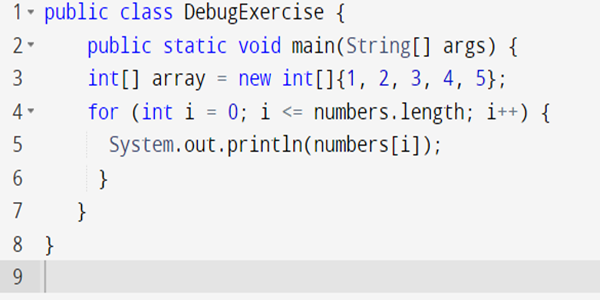 1 public class DebugExercise {
2 public static void main(String[] args) {
3 int[] array = new int[]{1, 2, 3, 4, 5};
4 for (int i = 0; i <= numbers.length; i++) {
5 System.out.println(numbers[i]);
6 }
7 }
8 }
9